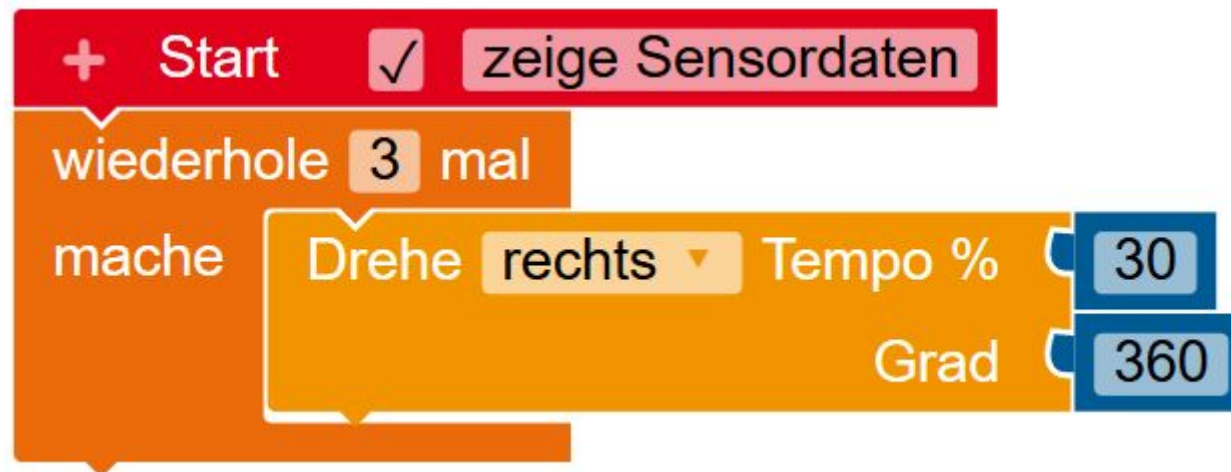 + Start ✓ zeige Sensordaten
wiederhole 3 mal
mache Drehe rechts Tempo % 30
Grad 360